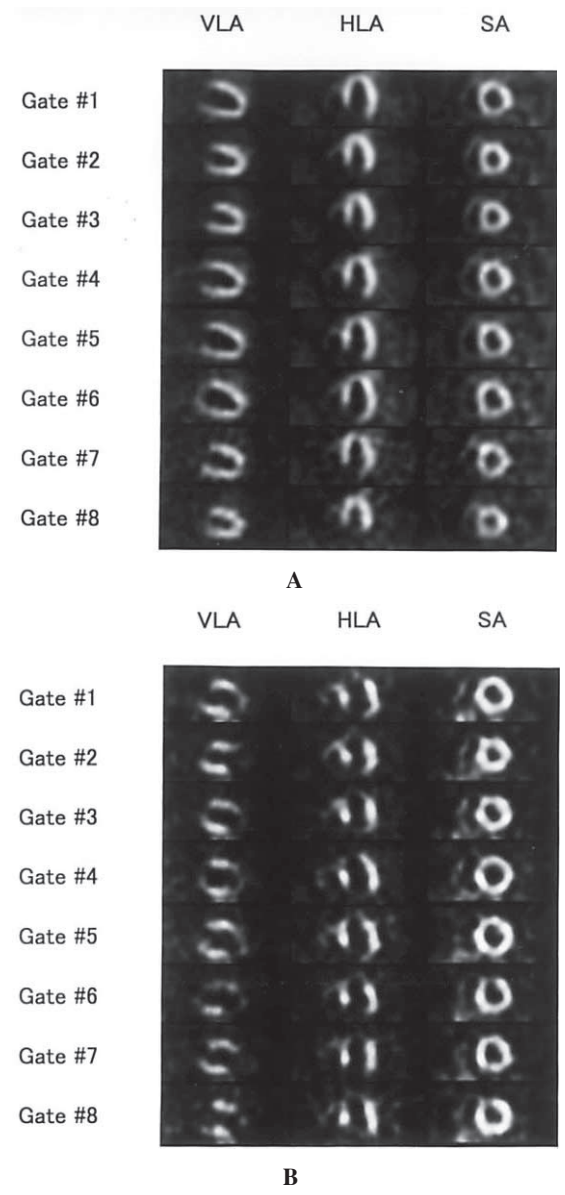 VLA HLA SA
Gate #1
Gate #2
Gate #3
Gate #4
Gate #5
Gate #6
Gate #7
Gate #8
A
VLA HLA SA
Gate #1
Gate #2
Gate #3
Gate #4
Gate #5
Gate #6
Gate #7
Gate #8
B